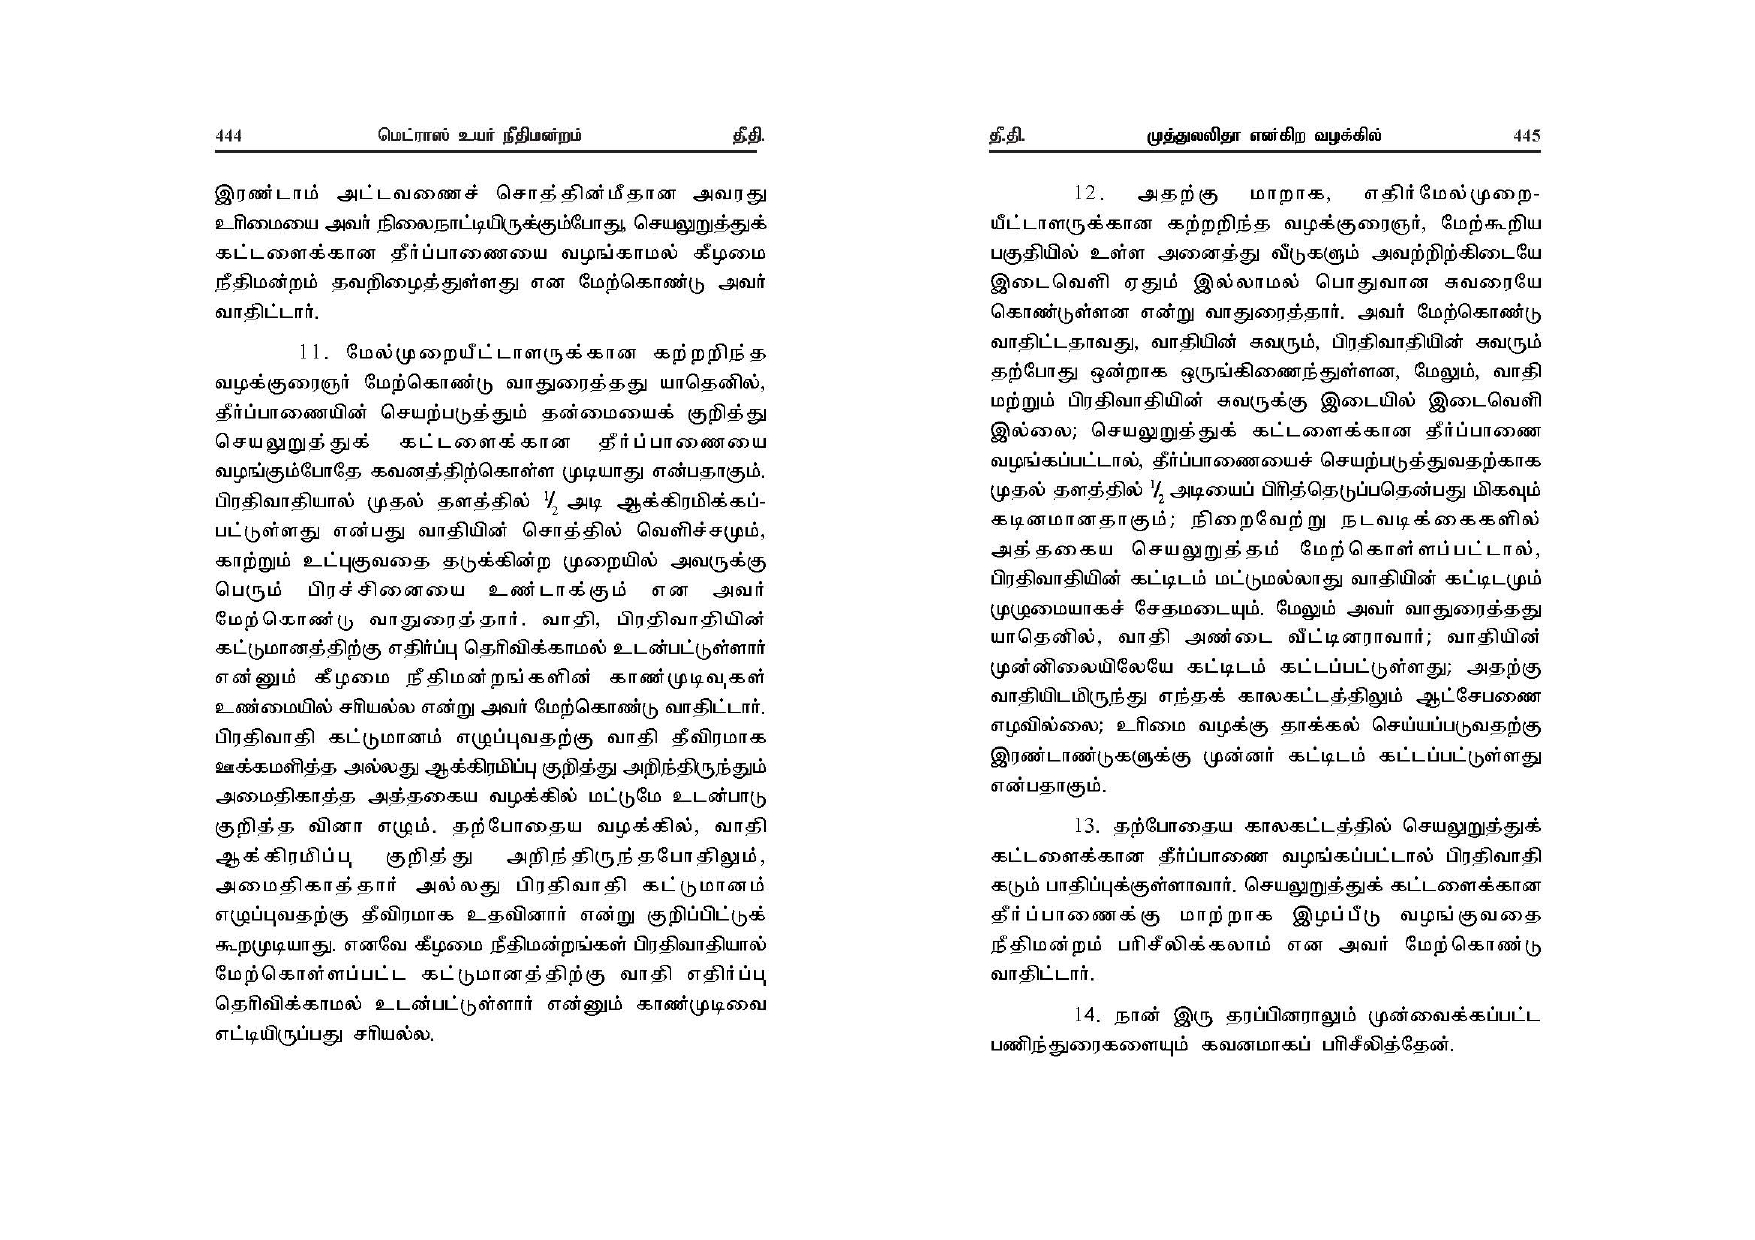 444 மெட்ராஸ் உயர் நீதிமன்றம் தீ.தி.
இரண்டாம் அட்டவணைச் சொத்தின்மீதான அவரது
உரிமையை அவர் நிலைநாட்டியிருக்கும்போது, செயலுறுத்துக்
கட்டளைக்கான தீர்ப்பாணையை வழங்காமல் கீழமை
நீதிமன்றம் தவறிழைத்துள்ளது என மேற்கொண்டு அவர்
வாதிட்டார்.
11. மேல்முறையீட்டாளருக்கான கற்றறிந்த
வழக்குரைஞர் மேற்கொண்டு வாதுரைத்தது யாதெனில்,
தீர்ப்பாணையின் செயற்படுத்தும் தன்மையைக் குறித்து
செயலுறுத்துக் கட்டளைக்கான தீர்ப்பாணையை
வழங்கும்போதே கவனத்திற்கொள்ள முடியாது என்பதாகும்.
பிரதிவாதியால் முதல் தளத்தில் ½ அடி ஆக்கிரமிக்கப்-
பட்டுள்ளது என்பது வாதியின் சொத்தில் வெளிச்சமும்,
காற்றும் உட்புகுவதை தடுக்கின்ற முறையில் அவருக்கு
பெரும் பிரச்சினையை உண்டாக்கும் என அவர்
மேற்கொண்டு வாதுரைத்தார். வாதி, பிரதிவாதியின்
கட்டுமானத்திற்கு எதிர்ப்பு தெரிவிக்காமல் உடன்பட்டுள்ளார்
என்னும் கீழமை நீதிமன்றங்களின் காண்முடிவுகள்
உண்மையில் சரியல்ல என்று அவர் மேற்கொண்டு வாதிட்டார்.
பிரதிவாதி கட்டுமானம் எழுப்புவதற்கு வாதி தீவிரமாக
ஊக்கமளித்த அல்லது ஆக்கிரமிப்பு குறித்து அறிந்திருந்தும்
அமைதிகாத்த அத்தகைய வழக்கில் மட்டுமே உடன்பாடு
குறித்த வினா எழும். தற்போதைய வழக்கில், வாதி
ஆக்கிரமிப்பு குறித்து அறிந்திருந்தபோதிலும்,
அமைதிகாத்தார் அல்லது பிரதிவாதி கட்டுமானம்
எழுப்புவதற்கு தீவிரமாக உதவினார் என்று குறிப்பிட்டுக்
கூறமுடியாது. எனவே கீழமை நீதிமன்றங்கள் பிரதிவாதியால்
மேற்கொள்ளப்பட்ட கட்டுமானத்திற்கு வாதி எதிர்ப்பு
தெரிவிக்காமல் உடன்பட்டுள்ளார் என்னும் காண்முடிவை
எட்டியிருப்பது சரியல்ல.
தீ.தி. முத்துலலிதா என்கிற வழக்கில் 445
12. அதற்கு மாறாக, எதிர்மேல்முறை-
யீட்டாளருக்கான கற்றறிந்த வழக்குரைஞர், மேற்கூறிய
பகுதியில் உள்ள அனைத்து வீடுகளும் அவற்றிற்கிடையே
இடைவெளி ஏதும் இல்லாமல் பொதுவான சுவரையே
கொண்டுள்ளன என்று வாதுரைத்தார். அவர் மேற்கொண்டு
வாதிட்டதாவது, வாதியின் சுவரும், பிரதிவாதியின் சுவரும்
தற்போது ஒன்றாக ஒருங்கிணைந்துள்ளன, மேலும், வாதி
மற்றும் பிரதிவாதியின் சுவருக்கு இடையில் இடைவெளி
இல்லை; செயலுறுத்துக் கட்டளைக்கான தீர்ப்பாணை
வழங்கப்பட்டால், தீர்ப்பாணையைச் செயற்படுத்துவதற்காக
முதல் தளத்தில் ½ அடியைப் பிரித்தெடுப்பதென்பது மிகவும்
கடினமானதாகும்; நிறைவேற்று நடவடிக்கைகளில்
அத்தகைய செயலுறுத்தம் மேற்கொள்ளப்பட்டால்,
பிரதிவாதியின் கட்டிடம் மட்டுமல்லாது வாதியின் கட்டிடமும்
முழுமையாகச் சேதமடையும். மேலும் அவர் வாதுரைத்தது
யாதெனில், வாதி அண்டை வீட்டினராவார்; வாதியின்
முன்னிலையிலேயே கட்டிடம் கட்டப்பட்டுள்ளது; அதற்கு
வாதியிடமிருந்து எந்தக் காலகட்டத்திலும் ஆட்சேபணை
எழவில்லை; உரிமை வழக்கு தாக்கல் செய்யப்படுவதற்கு
இரண்டாண்டுகளுக்கு முன்னர் கட்டிடம் கட்டப்பட்டுள்ளது
என்பதாகும்.
13. தற்போதைய காலகட்டத்தில் செயலுறுத்துக்
கட்டளைக்கான தீர்ப்பாணை வழங்கப்பட்டால் பிரதிவாதி
கடும் பாதிப்புக்குள்ளாவார். செயலுறுத்துக் கட்டளைக்கான
தீர்ப்பாணைக்கு மாற்றாக இழப்பீடு வழங்குவதை
நீதிமன்றம் பரிசீலிக்கலாம் என அவர் மேற்கொண்டு
வாதிட்டார்.
14. நான் இரு தரப்பினராலும் முன்வைக்கப்பட்ட
பணிந்துரைகளையும் கவனமாகப் பரிசீலித்தேன்.